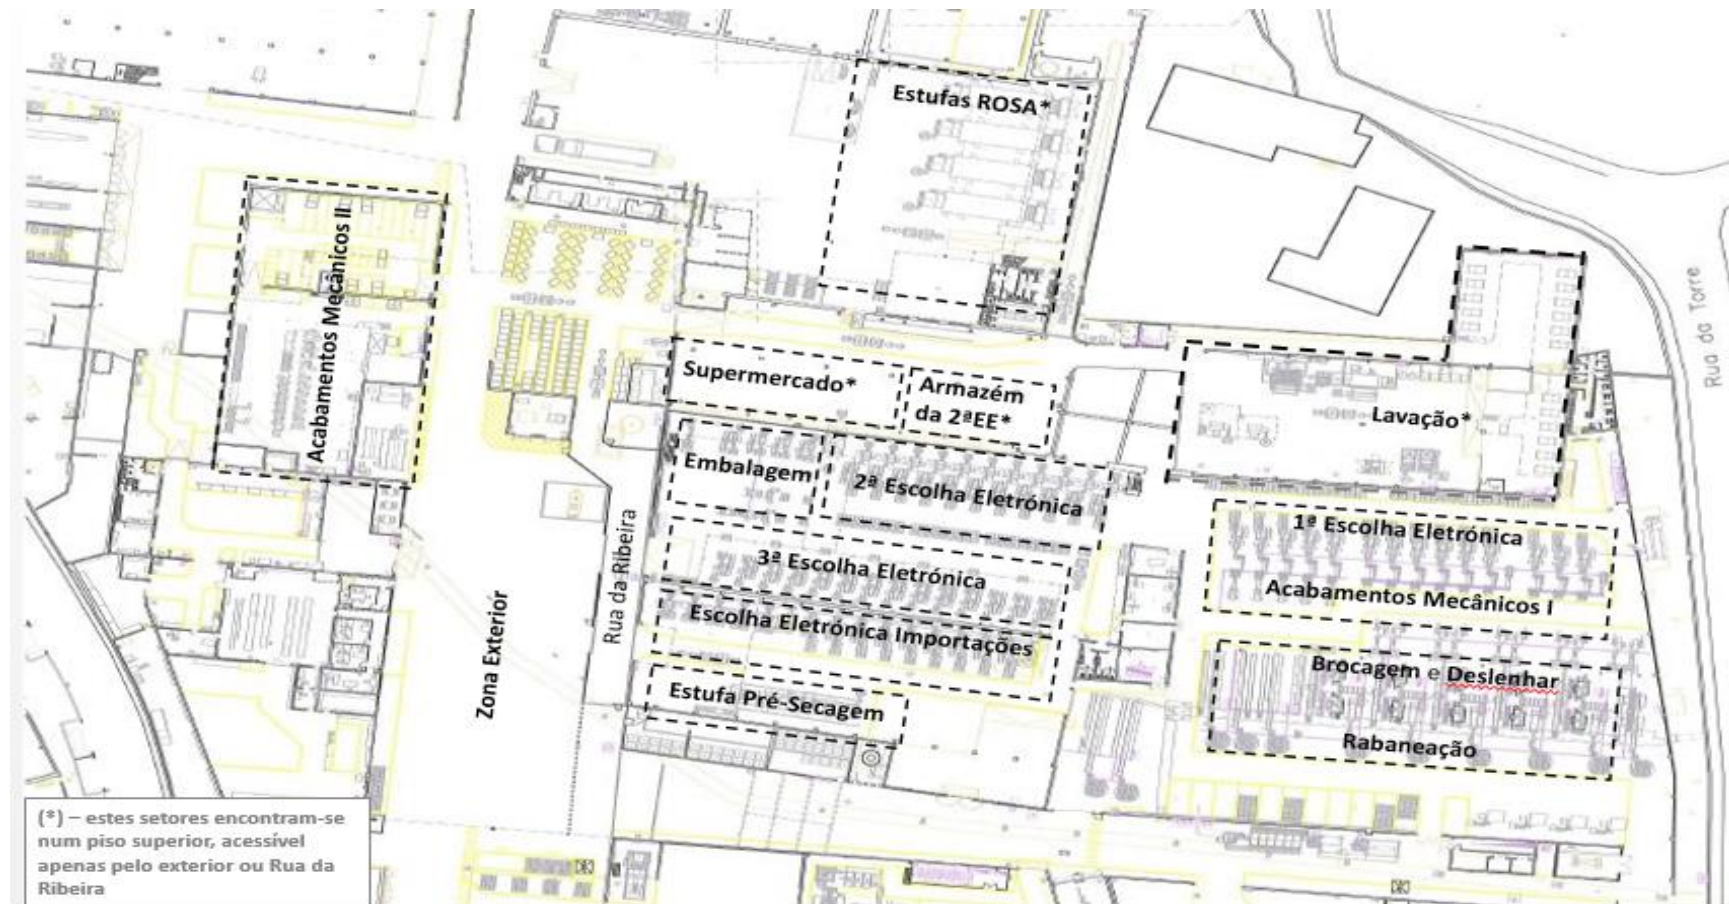 Estufas ROSA*
Acabamentos Mecânicos II
Rua da Torre
Supermercado*
Armazém
da 2ªEE*
Lavação*
Embalagem
2ª Escolha Eletrónica
1ª Escolha Eletrónica
Acabamentos Mecânicos I
3ª Escolha Eletrónica
Rua da Ribeira
Zona Exterior
Escolha Eletrónica Importações
Brocagem e Deslenhar
Rabaneação
Estufa Pré-Secagem
(*) – estes setores encontram-se
num piso superior, acessível
apenas pelo exterior ou Rua da
Ribeira